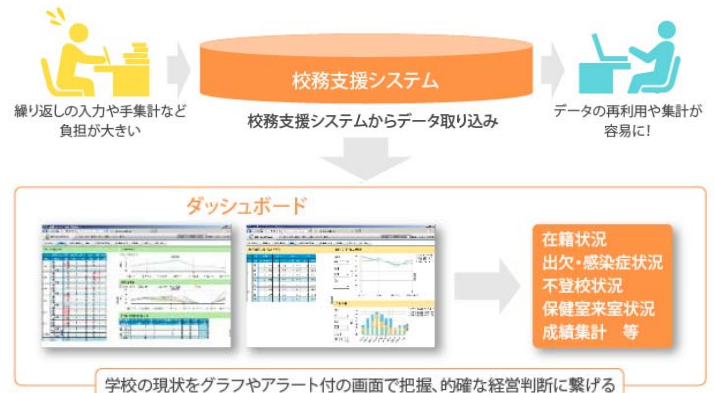 校務支援システム
繰り返しの入力や手集計など
負担が大きい
校務支援システムからデータ取り込み
データの再利用や集計が
容易に!
ダッシュボード
在籍状況
出欠・感染症状況
不登校状況
保健室来室状況
成績集計　等
学校の現状をグラフやアラート付の画面で把握、的確な経営判断に繋げる